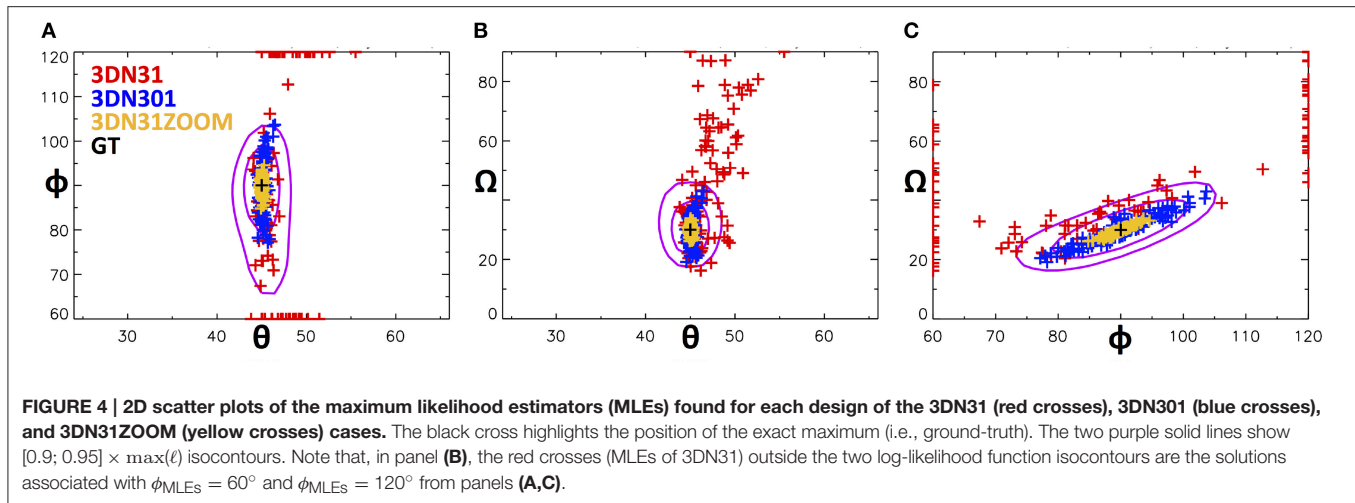 A
B
C
120
110
100
90
80
70
60
ϕ
3DN31
3DN301
3DN31ZOOM
GT
30
40
50
60
θ
80
60
40
20
0
Ω
30
40
50
60
θ
80
60
40
20
0
Ω
60
80
100
120
ϕ
FIGURE 4 | 2D scatter plots of the maximum likelihood estimators (MLEs) found for each design of the 3DN31 (red crosses), 3DN301 (blue crosses),
and 3DN31ZOOM (yellow crosses) cases. The black cross highlights the position of the exact maximum (i.e., ground-truth). The two purple solid lines show
[0.9; 0.95] × max(ℓ) isocontours. Note that, in panel (B), the red crosses (MLEs of 3DN31) outside the two log-likelihood function isocontours are the solutions
associated with ϕMLEs = 60° and ϕMLEs = 120° from panels (A,C).